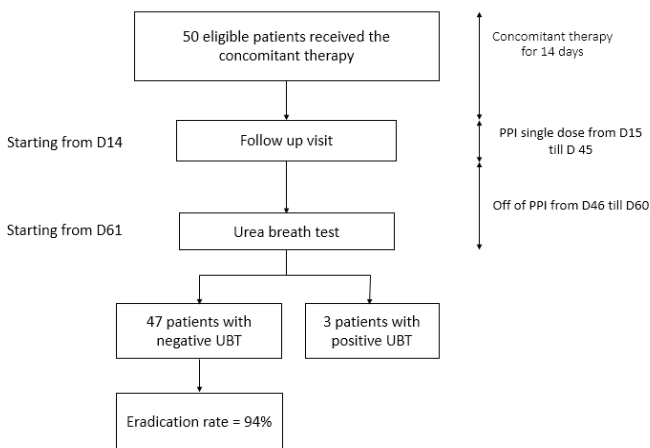 50 eligible patients received the
concomitant therapy
Concomitant therapy
for 14 days
Starting from D14
Follow up visit
PPI single dose from D15
till D 45
Off of PPI from D46 till D60
Starting from D61
Urea breath test
47 patients with
negative UBT
3 patients with
positive UBT
Eradication rate = 94%